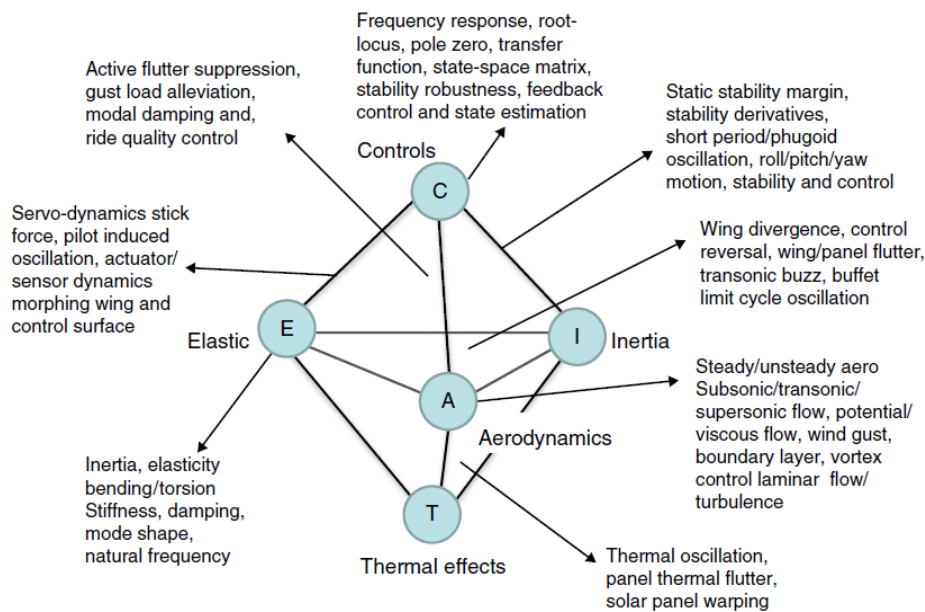 Frequency response, root-
locus, pole zero, transfer
function, state-space matrix,
stability robustness, feedback
control and state estimation
Active flutter suppression,
gust load alleviation,
modal damping and,
ride quality control
Static stability margin,
stability derivatives,
short period/phugoid
oscillation, roll/pitch/yaw
motion, stability and control
Controls
C
Servo-dynamics stick
force, pilot induced
oscillation, actuator/
sensor dynamics
morphing wing and
control surface
Wing divergence, control
reversal, wing/panel flutter,
transonic buzz, buffet
limit cycle oscillation
Elastic
E
I
Inertia
A
Aerodynamics
Steady/unsteady aero
Subsonic/transonic/
supersonic flow, potential/
viscous flow, wind gust,
boundary layer, vortex
control laminar flow/
turbulence
Inertia, elasticity
bending/torsion
Stiffness, damping,
mode shape,
natural frequency
T
Thermal effects
Thermal oscillation,
panel thermal flutter,
solar panel warping